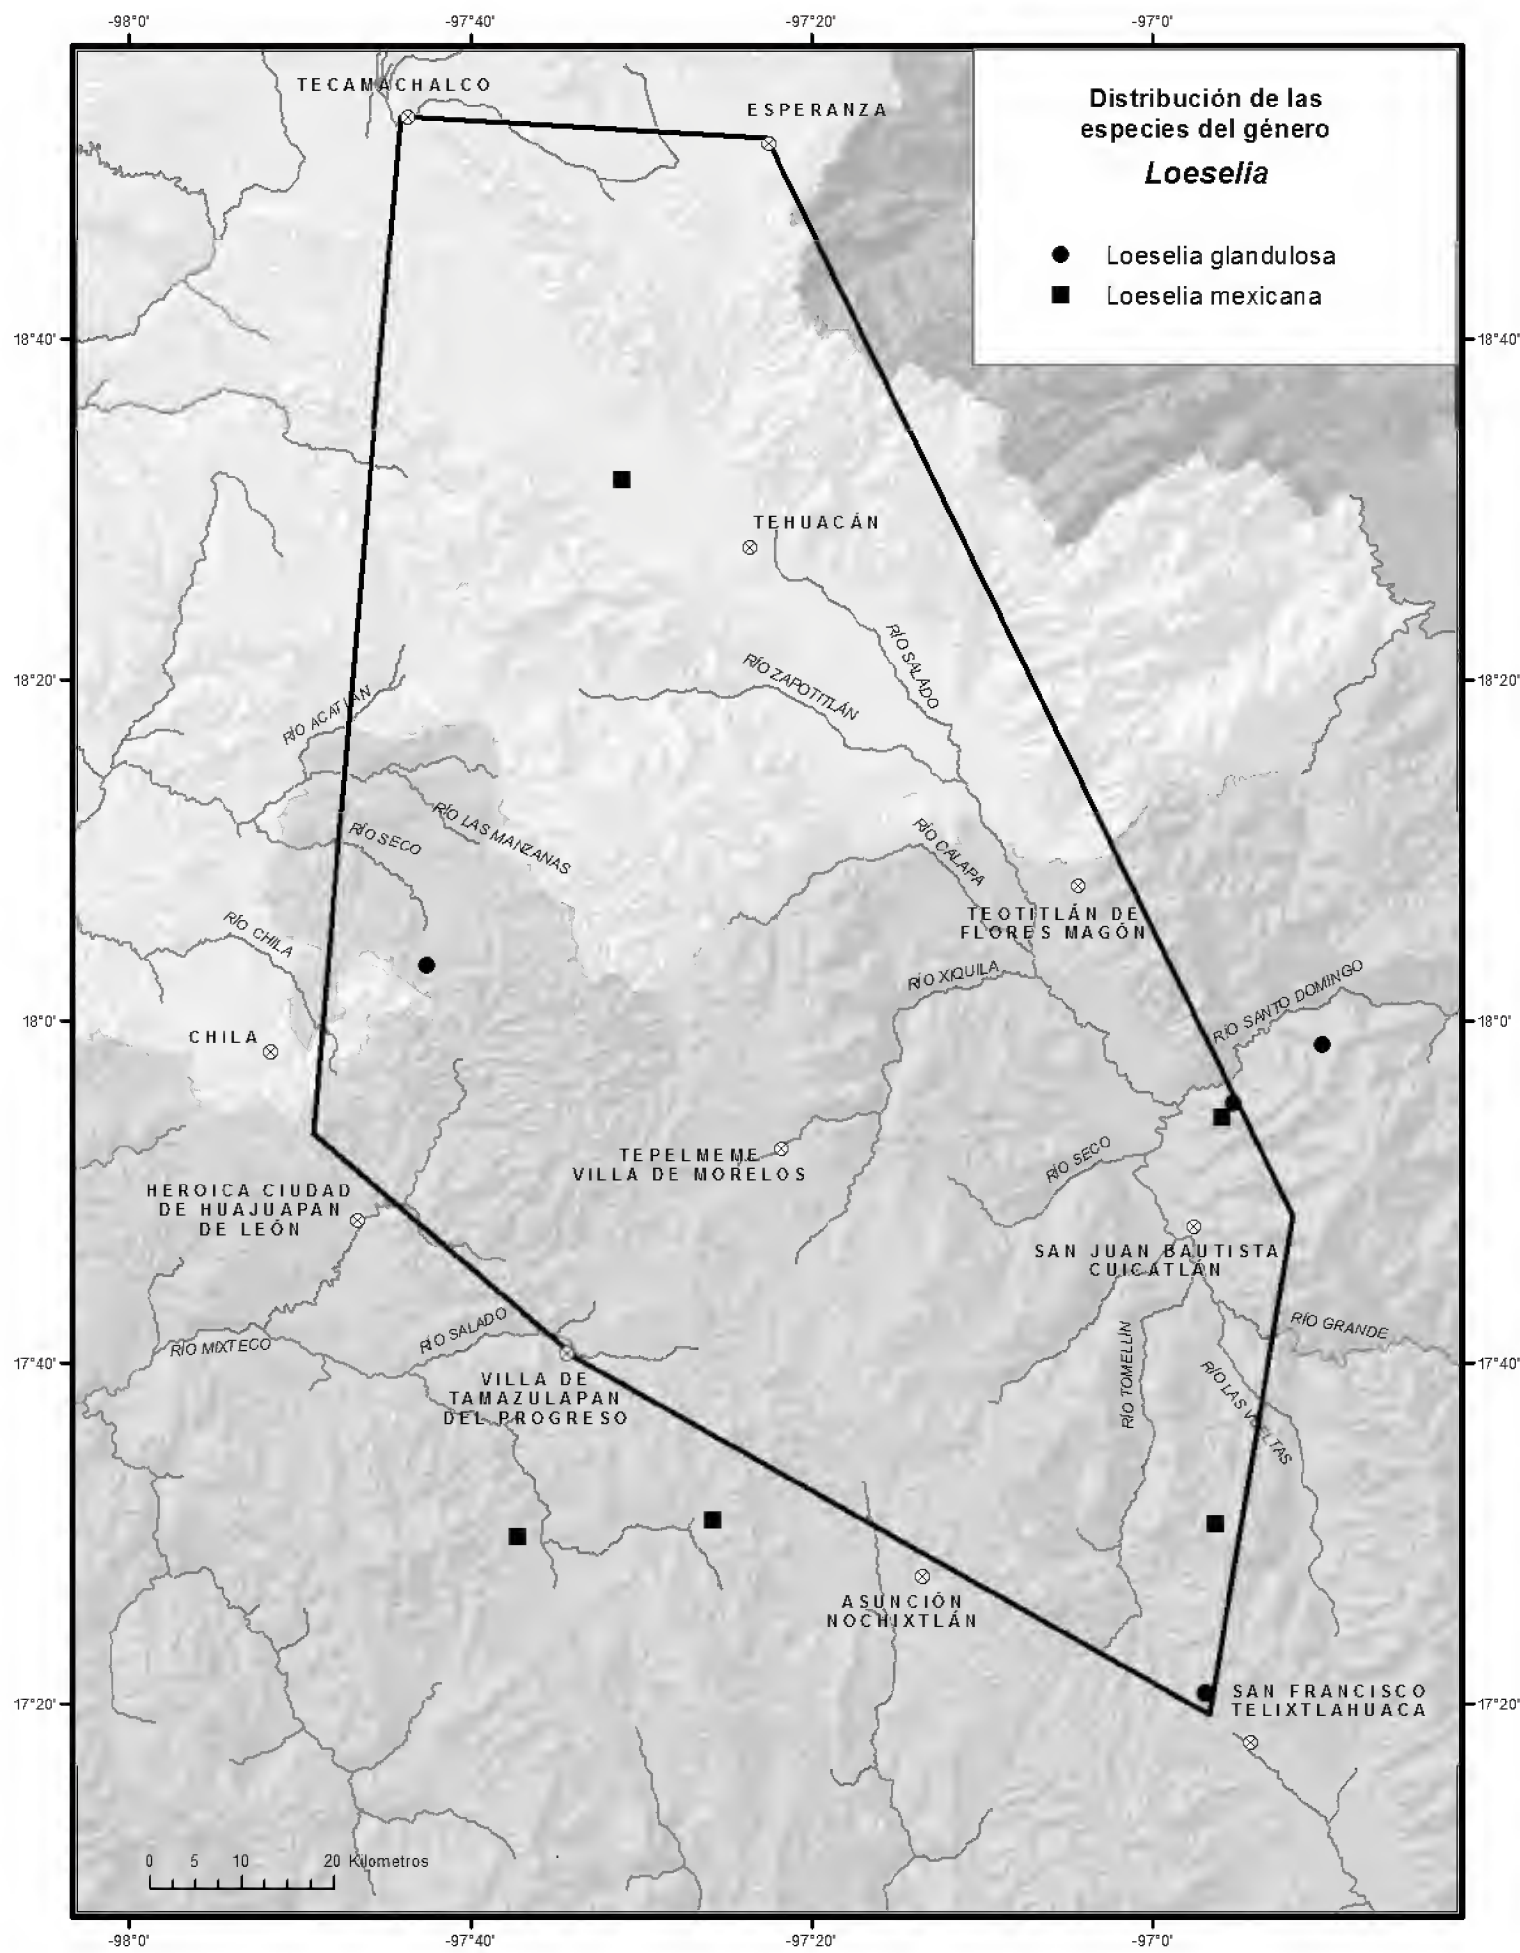 -98°0'
-97°40'
-97°20'
-97°0'
TECAMACHALCO
ESPERANZA
Distribución de las
especies del género
Loeselia
Loeselia glandulosa
Loeselia mexicana
18°40'
18°40'
TEHUACÁN
RÍO SALADO
RÍO ZAPOTITLÁN
18°20'
18°20'
RÍO ACATLÁN
RÍO LAS MANZANAS
RÍO SECO
RÍO CALAPA
TEOTITLÁN DE
FLORES MAGÓN
RÍO CHILA
RÍO XIQUILA
RÍO SANTO DOMINGO
18°0'
18°0'
CHILA
TEPELMEME
VILLA DE MORELOS
RÍO SECO
HEROICA CIUDAD
DE HUAJUAPAN
DE LEÓN
SAN JUAN BAUTISTA
CUICATLÁN
RÍO GRANDE
RÍO SALADO
RÍO MIXTECO
RÍO TOMELLÍN
17°40'
17°40'
RÍO LAS VUELTAS
VILLA DE
TAMAZULAPAN
DEL PROGRESO
ASUNCIÓN
NOCHIXTLÁN
17°20'
17°20'
SAN FRANCISCO
TELIXTLAHUACA
0 5 10 20 Kilometros
-98°0'
-97°40'
-97°20'
-97°0'